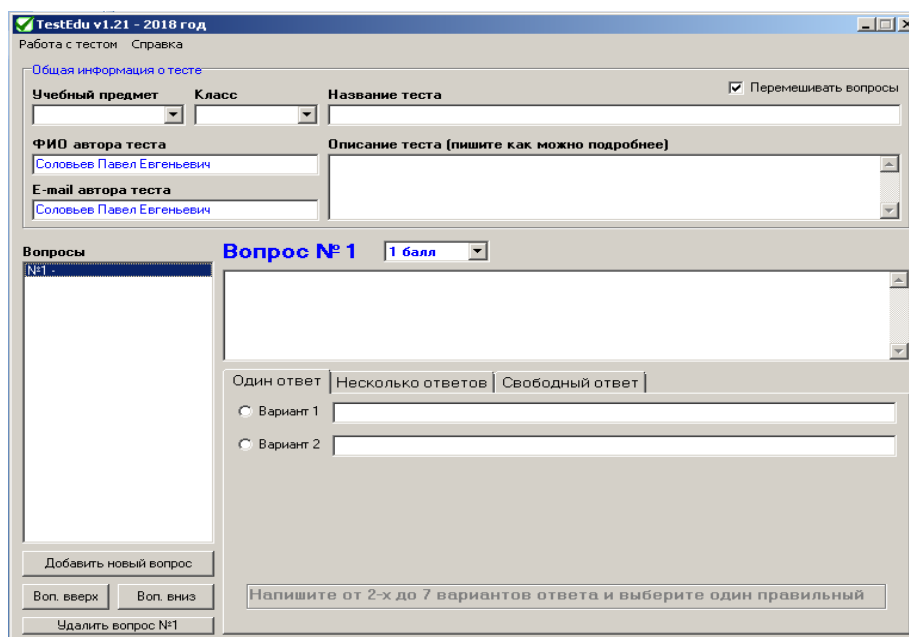 TestEdu v1.21 - 2018 год
Работа с тестом Справка
Общая информация о тесте
Учебный предмет Класс Название теста Перемешивать вопросы
ФИО автора теста Описание теста (пишите как можно подробнее)
Соловьев Павел Евгеньевич
E-mail автора теста
Соловьев Павел Евгеньевич
Вопросы Вопрос № 1 1 балл
№1 -
Один ответ Несколько ответов Свободный ответ
Вариант 1
Вариант 2
Добавить новый вопрос
Воп. вверх Воп. вниз Напишите от 2-х до 7 вариантов ответа и выберите один правильный
Удалить вопрос №1